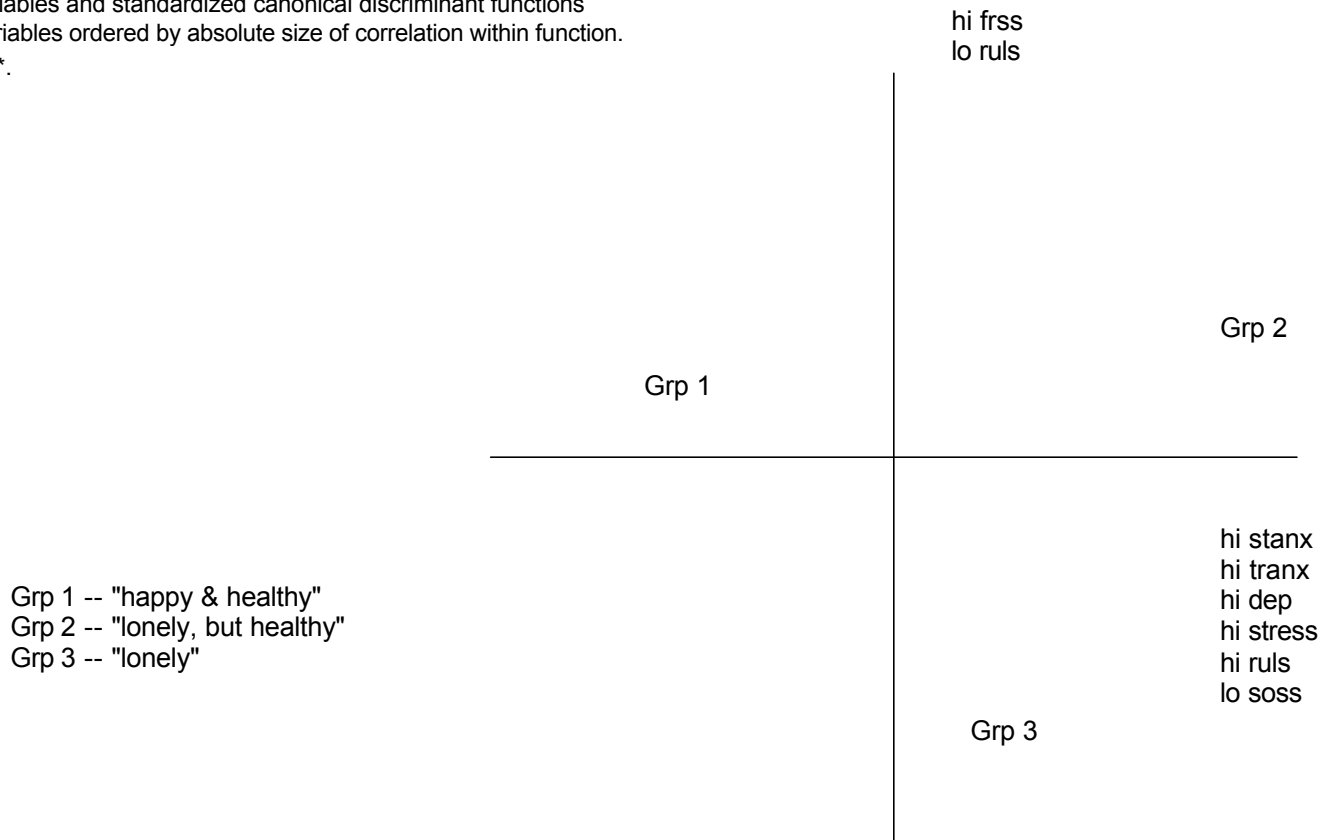 variables and standardized canonical discriminant functions
Variables ordered by absolute size of correlation within function.
*.
hi frss
lo ruls
Grp 2
Grp 1
hi stanx
hi tranx
hi dep
hi stress
hi ruls
lo soss
Grp 1 -- "happy & healthy"
Grp 2 -- "lonely, but healthy"
Grp 3 -- "lonely"
Grp 3